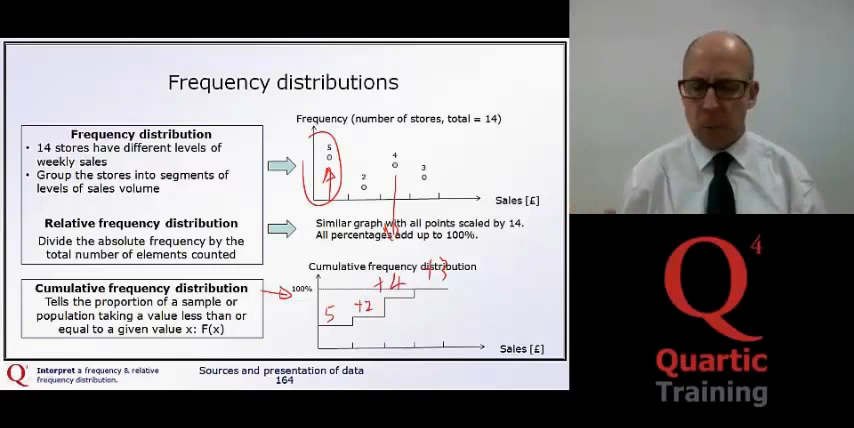 Frequency distributions
Frequency distribution
• 14 stores have different levels of
weekly sales
• Group the stores into segments of
levels of sales volume
Relative frequency distribution
Divide the absolute frequency by the
total number of elements counted
Cumulative frequency distribution
Tells the proportion of a sample or
population taking a value less than or
equal to a given value x: F(x)
Frequency (number of stores, total = 14)
5
2
4
3
Sales [£]
Similar graph with all points scaled by 14.
All percentages add up to 100%.
Cumulative frequency distribution
100%
5
+2
+4
+3
Sales [£]
Q⁴
Interpret a frequency & relative
frequency distribution.
Sources and presentation of data
164
Q⁴
Quartic
Training